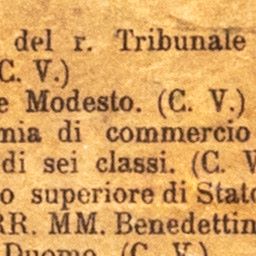 del r. Tribunale
C. V.)
e Modesto. (C. V.)
mia di commercio
di sei classi. (C. V
o superiore di Stato
RR. MM. Benedettin
Duomo. (C. V.)